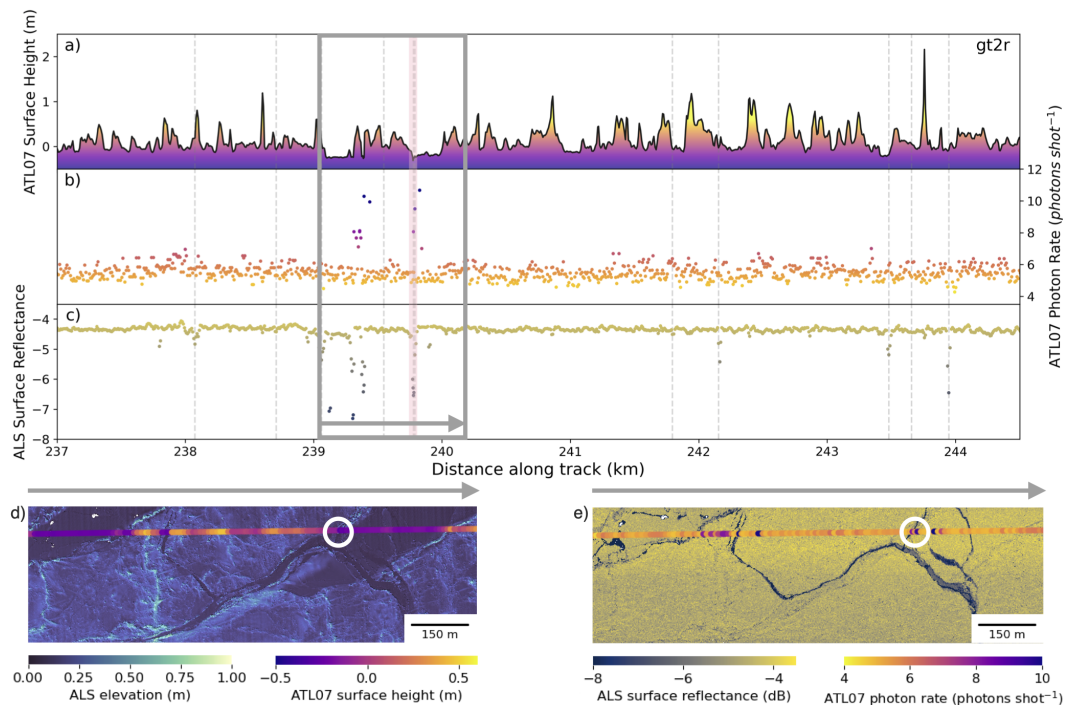 a)
gt2r
ATL07 Surface Height (m)
2
1
0
b)
12
10
8
6
4
ATL07 Photon Rate (photons shot⁻¹)
c)
ALS Surface Reflectance
−4
−5
−6
−7
−8
237
238
239
240
241
242
243
244
Distance along track (km)
d)
150 m
0.00
0.25
0.50
0.75
1.00
ALS elevation (m)
−0.5
0.0
0.5
ATL07 surface height (m)
e)
150 m
−8
−6
−4
ALS surface reflectance (dB)
4
6
8
10
ATL07 photon rate (photons shot⁻¹)